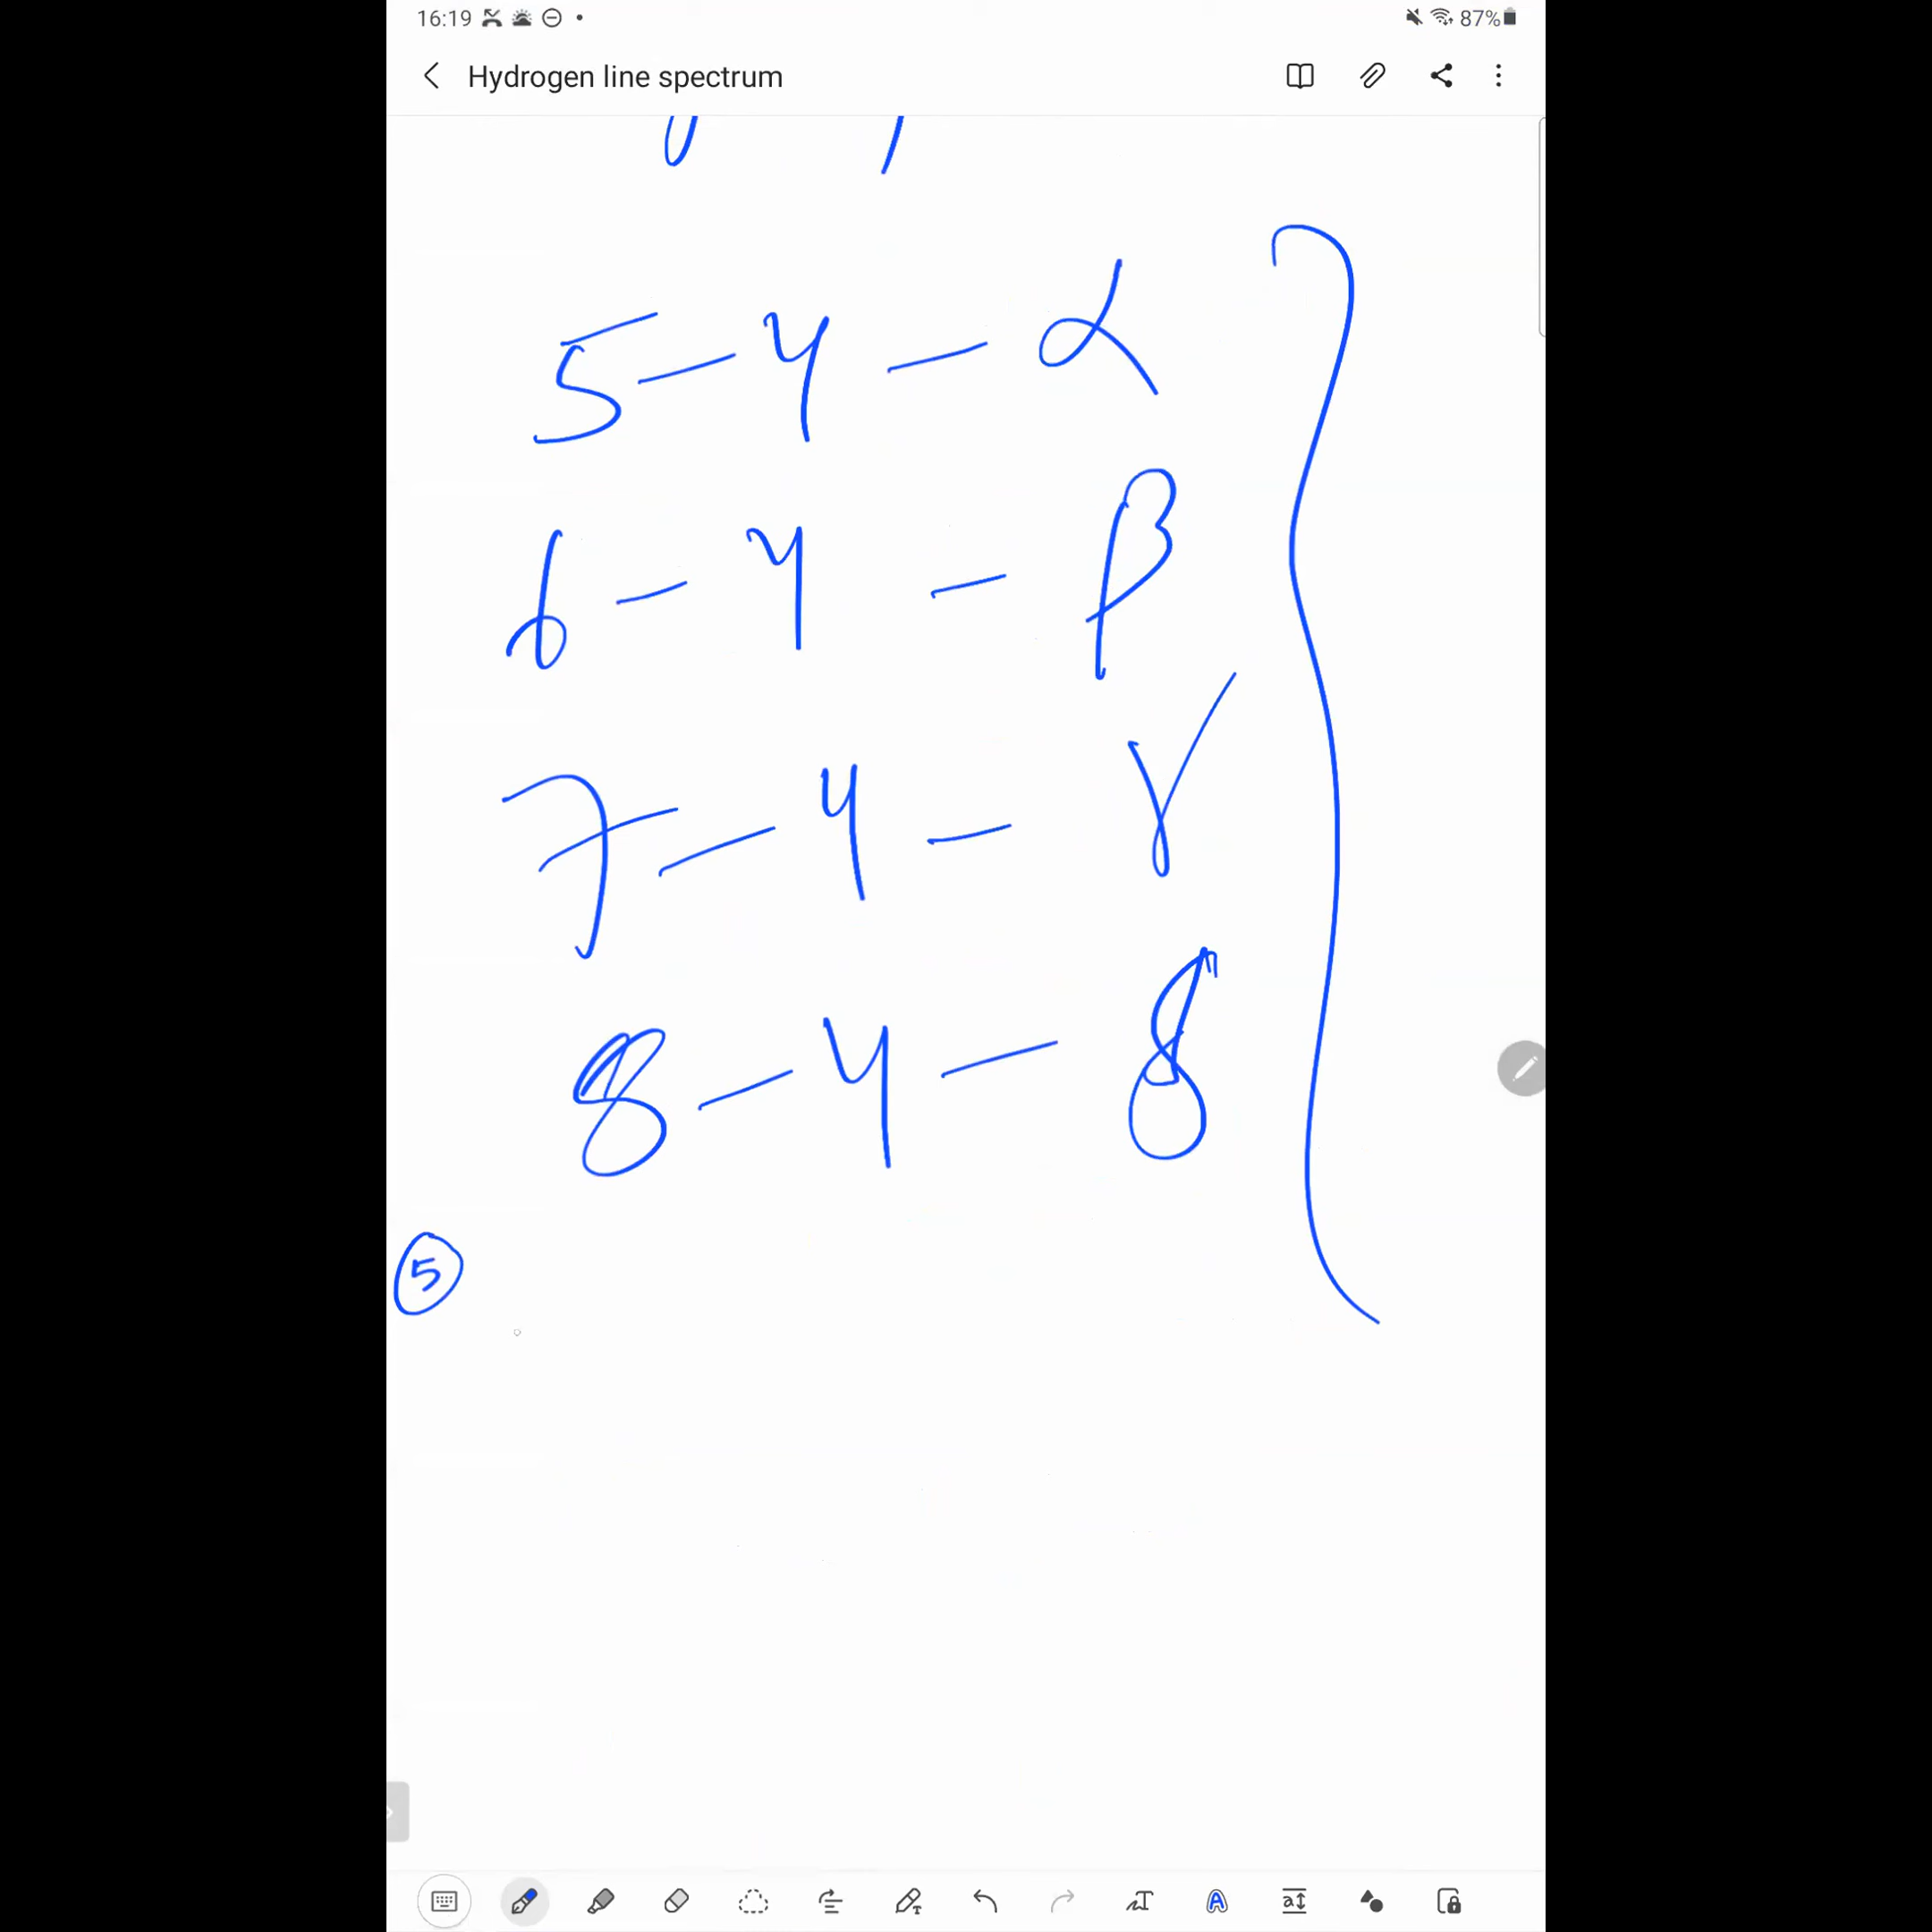 16:19 87%
Hydrogen line spectrum
5 - 4 - α
6 - 4 - β
7 - 4 - γ
8 - 4 - δ
5